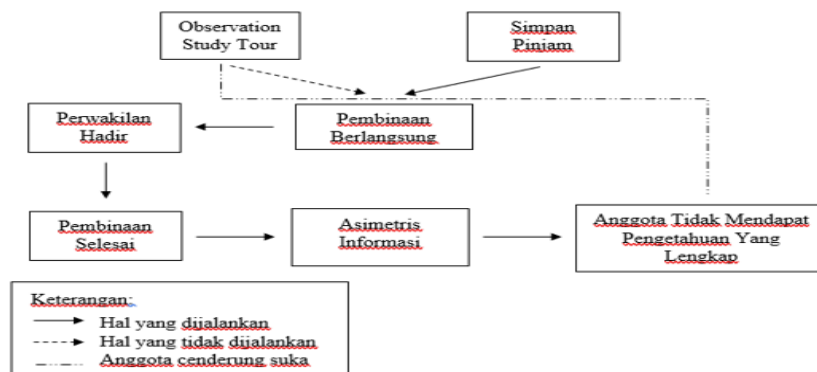 Observation
Study Tour
Simpan
Pinjam
Perwakilan
Hadir
Pembinaan
Berlangsung
Pembinaan
Selesai
Asimetris
Informasi
Anggota Tidak Mendapat
Pengetahuan Yang
Lengkap
Keterangan:
Hal yang dijalankan
Hal yang tidak dijalankan
Anggota cenderung suka